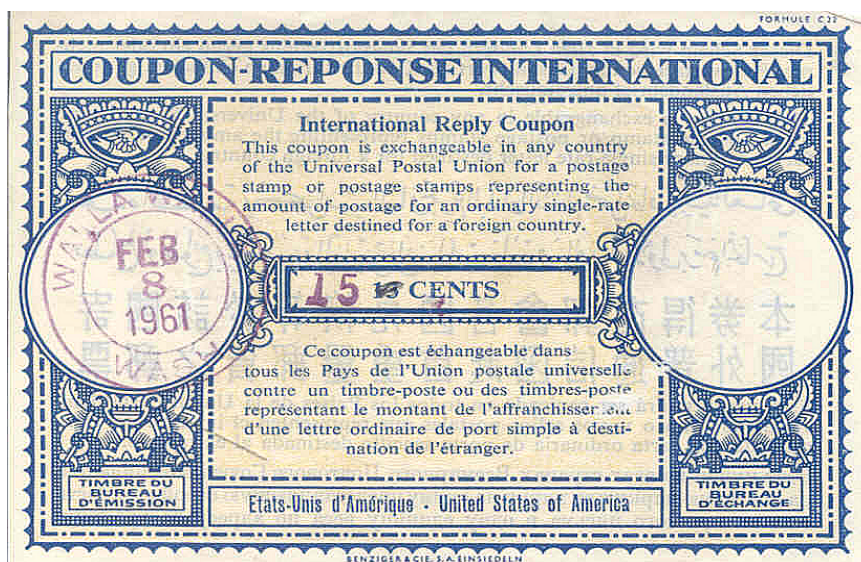 FORMULE C22
COUPON-REPONSE INTERNATIONAL
International Reply Coupon
This coupon is exchangeable in any country
of the Universal Postal Union for a postage
stamp or postage stamps representing the
amount of postage for an ordinary single-rate
letter destined for a foreign country.
WALLA
FEB
8
1961
WASH
15 CENTS
Ce coupon est échangeable dans
tous les Pays de l'Union postale universelle
contre un timbre-poste ou des timbres-poste
représentant le montant de l'affranchissement
d'une lettre ordinaire de port simple à desti-
nation de l'étranger.
TIMBRE DU
BUREAU
D'ÉMISSION
Etats-Unis d'Amérique · United States of America
TIMBRE DU
BUREAU
D'ÉCHANGE
BENZIGER & CIE. S.A. EINSIEDELN